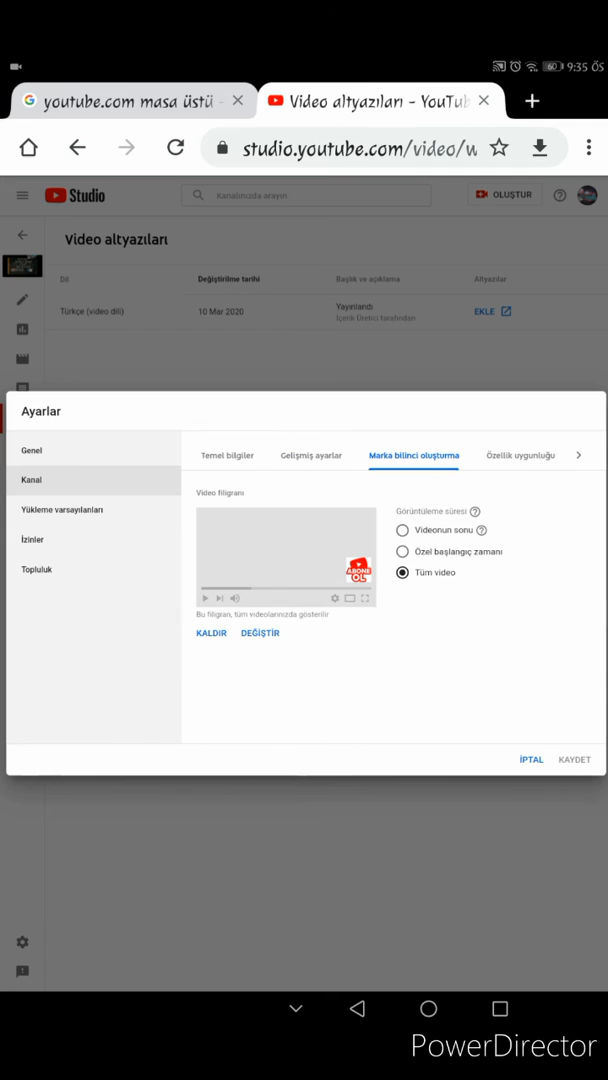 60 9:35 ÖS
youtube.com masa üstü
Video altyazıları - YouTub
studio.youtube.com/video/w
Studio
Kanalınızda arayın
OLUŞTUR
Video altyazıları
Dil Değiştirilme tarihi Başlık ve açıklama Altyazılar
Türkçe (video dili) 10 Mar 2020 Yayınlandı EKLE
İçerik Üretici tarafından
Ayarlar
Genel
Kanal
Yükleme varsayılanları
İzinler
Topluluk
Temel bilgiler Gelişmiş ayarlar Marka bilinci oluşturma Özellik uygunluğu
Video filigranı
ABONE
OL
Bu filigran, tüm videolarınızda gösterilir
KALDIR DEĞİŞTİR
Görüntüleme süresi
Videonun sonu
Özel başlangıç zamanı
Tüm video
İPTAL KAYDET
PowerDirector